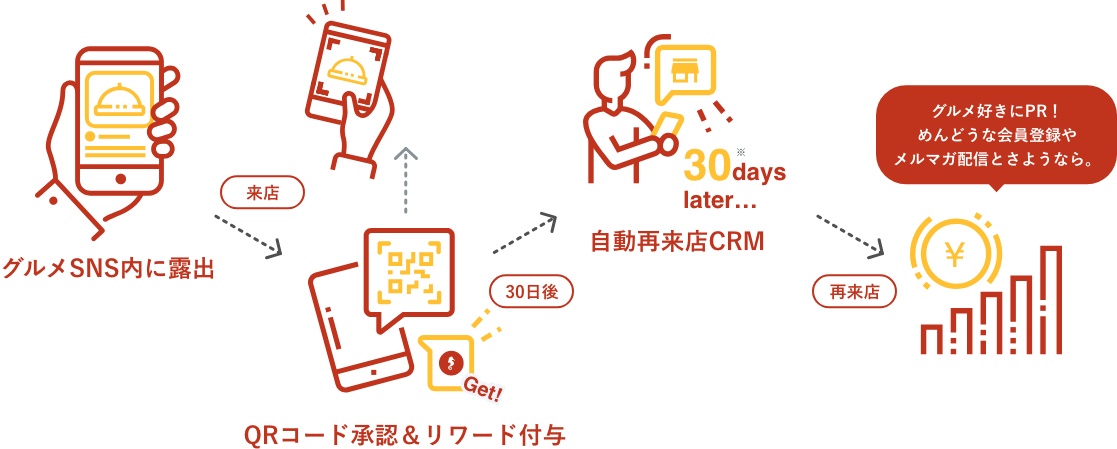 グルメSNS内に露出
来店
QRコード承認＆リワード付与
Get!
30日後
30※days
later...
自動再来店CRM
再来店
グルメ好きにPR！
めんどうな会員登録や
メルマガ配信とさようなら。
¥